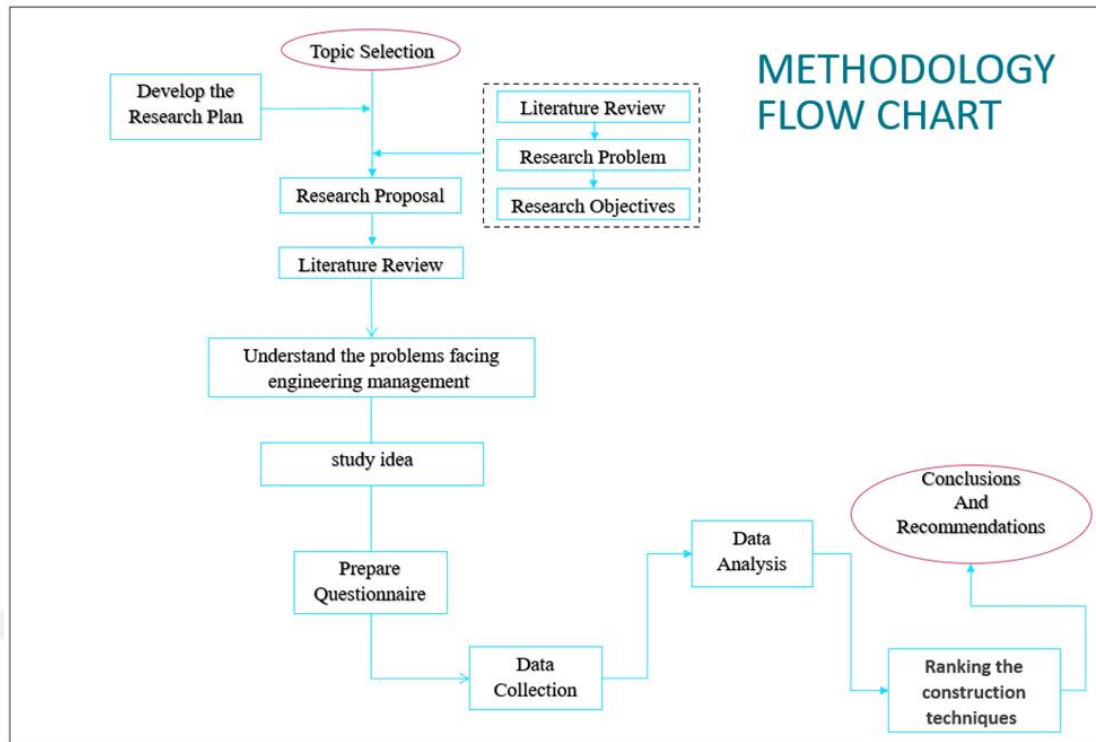 METHODOLOGY
FLOW CHART
Topic Selection
Develop the
Research Plan
Literature Review
Research Problem
Research Objectives
Research Proposal
Literature Review
Understand the problems facing
engineering management
study idea
Prepare
Questionnaire
Data
Collection
Data
Analysis
Ranking the
construction
techniques
Conclusions
And
Recommendations